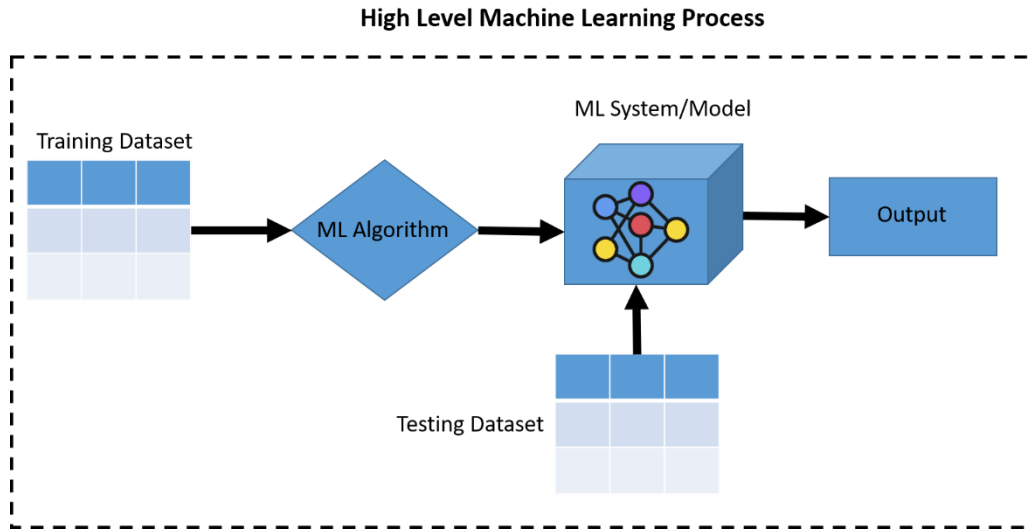 High Level Machine Learning Process
ML System/Model
Training Dataset
ML Algorithm
Output
Testing Dataset